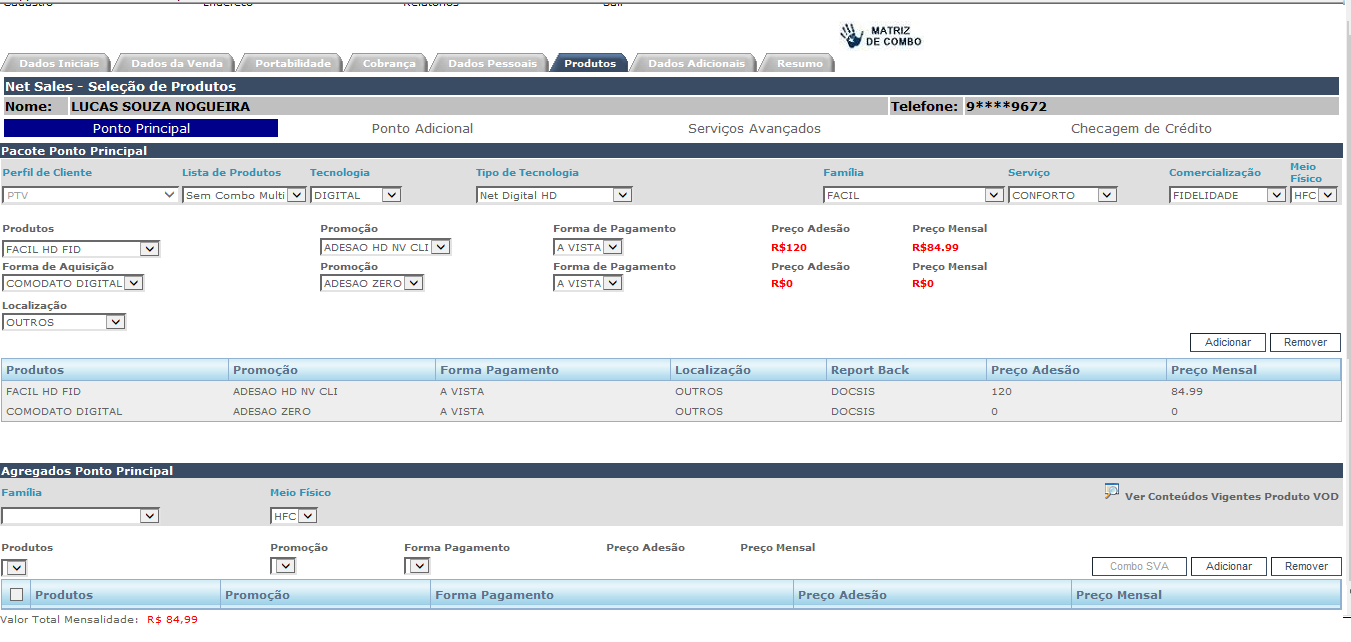 Cadastro Endereco Relatorios Sair
MATRIZ
DE COMBO
Dados Iniciais Dados da Venda Portabilidade Cobrança Dados Pessoais Produtos Dados Adicionais Resumo
Net Sales - Seleção de Produtos
Nome: LUCAS SOUZA NOGUEIRA Telefone: 9****9672
Ponto Principal Ponto Adicional Serviços Avançados Checagem de Crédito
Pacote Ponto Principal
Perfil de Cliente Lista de Produtos Tecnologia Tipo de Tecnologia Família Serviço Comercialização Meio Físico
PTV Sem Combo Multi DIGITAL Net Digital HD FACIL CONFORTO FIDELIDADE HFC
Produtos Promoção Forma de Pagamento Preço Adesão Preço Mensal
FACIL HD FID ADESAO HD NV CLI A VISTA R$120 R$84.99
Forma de Aquisição Promoção Forma de Pagamento Preço Adesão Preço Mensal
COMODATO DIGITAL ADESAO ZERO A VISTA R$0 R$0
Localização
OUTROS
Adicionar Remover
Produtos Promoção Forma Pagamento Localização Report Back Preço Adesão Preço Mensal
FACIL HD FID ADESAO HD NV CLI A VISTA OUTROS DOCSIS 120 84.99
COMODATO DIGITAL ADESAO ZERO A VISTA OUTROS DOCSIS 0 0
Agregados Ponto Principal
Família Meio Físico
Ver Conteúdos Vigentes Produto VOD
HFC
Produtos Promoção Forma Pagamento Preço Adesão Preço Mensal
Combo SVA Adicionar Remover
Produtos Promoção Forma Pagamento Preço Adesão Preço Mensal
Valor Total Mensalidade: R$ 84,99